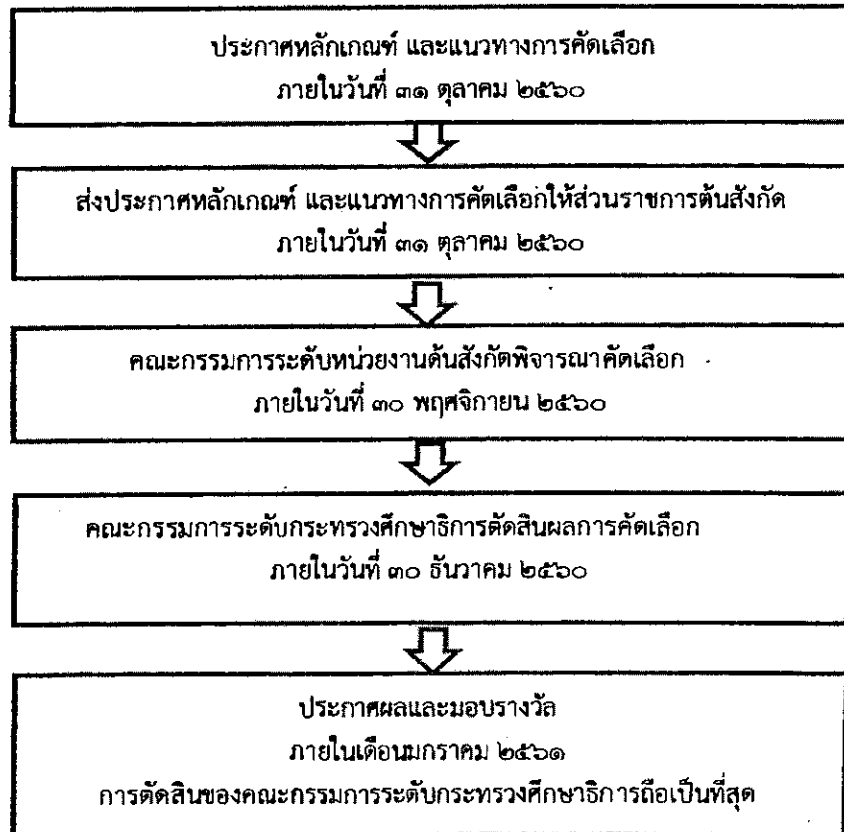 ประกาศหลักเกณฑ์ และแนวทางการคัดเลือก
ภายในวันที่ ๓๑ ตุลาคม ๒๕๖๐
ส่งประกาศหลักเกณฑ์ และแนวทางการคัดเลือกให้ส่วนราชการต้นสังกัด
ภายในวันที่ ๓๑ ตุลาคม ๒๕๖๐
คณะกรรมการระดับหน่วยงานต้นสังกัดพิจารณาคัดเลือก
ภายในวันที่ ๓๐ พฤศจิกายน ๒๕๖๐
คณะกรรมการระดับกระทรวงศึกษาธิการตัดสินผลการคัดเลือก
ภายในวันที่ ๓๐ ธันวาคม ๒๕๖๐
ประกาศผลและมอบรางวัล
ภายในเดือนมกราคม ๒๕๖๑
การตัดสินของคณะกรรมการระดับกระทรวงศึกษาธิการถือเป็นที่สุด